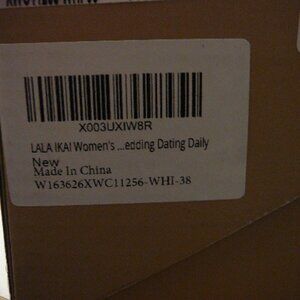 X003UXIW8R
LALA IKAI Women's ...edding Dating Daily
New
Made In China
W163626XWC11256-WHI-38